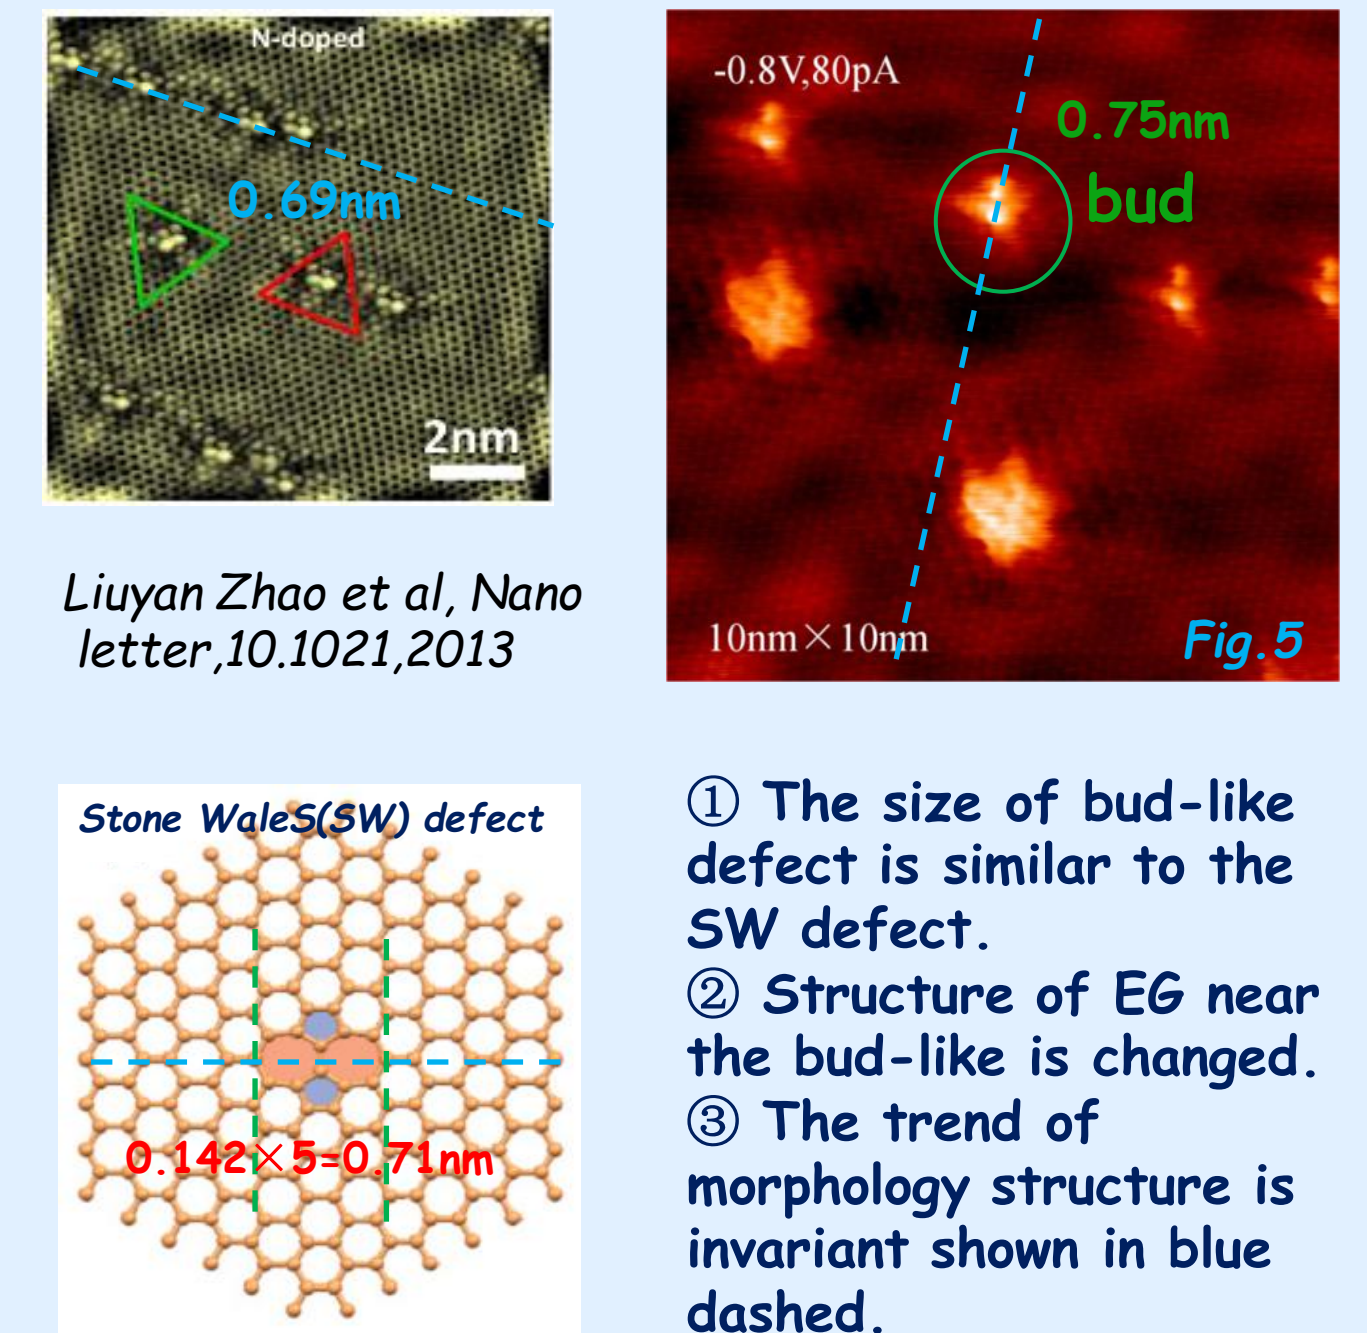 N-doped
0.69nm
2nm
Liuyan Zhao et al, Nano
letter,10.1021,2013
-0.8V,80pA
0.75nm
bud
10nm×10nm
Fig.5
Stone WaleS(SW) defect
0.142×5=0.71nm
① The size of bud-like
defect is similar to the
SW defect.
② Structure of EG near
the bud-like is changed.
③ The trend of
morphology structure is
invariant shown in blue
dashed.